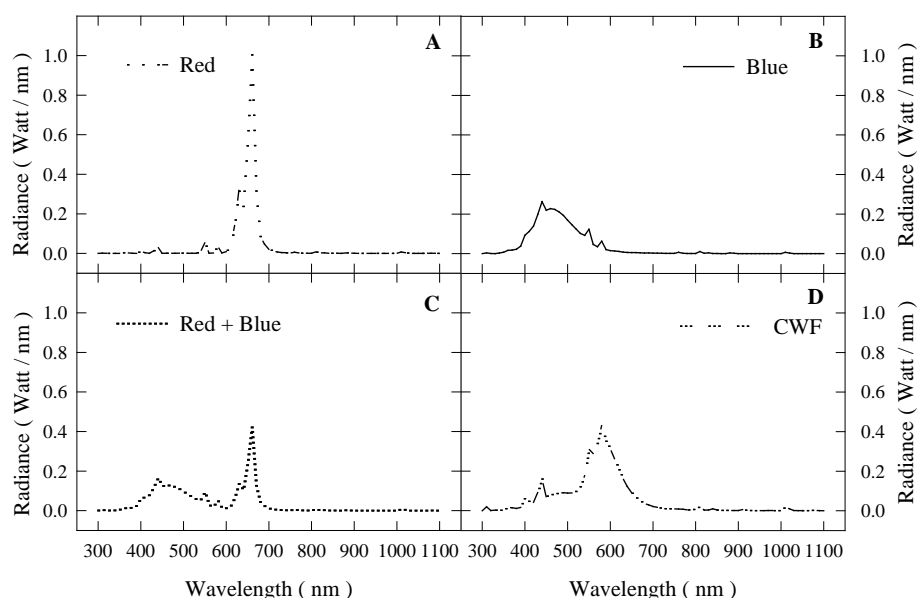 A
Red
Radiance ( Watt / nm )
1.0
0.8
0.6
0.4
0.2
0.0
B
Blue
1.0
0.8
0.6
0.4
0.2
0.0
Radiance ( Watt / nm )
C
Red + Blue
Radiance ( Watt / nm )
1.0
0.8
0.6
0.4
0.2
0.0
300 400 500 600 700 800 900 1000 1100
Wavelength ( nm )
D
CWF
1.0
0.8
0.6
0.4
0.2
0.0
Radiance ( Watt / nm )
300 400 500 600 700 800 900 1000 1100
Wavelength ( nm )